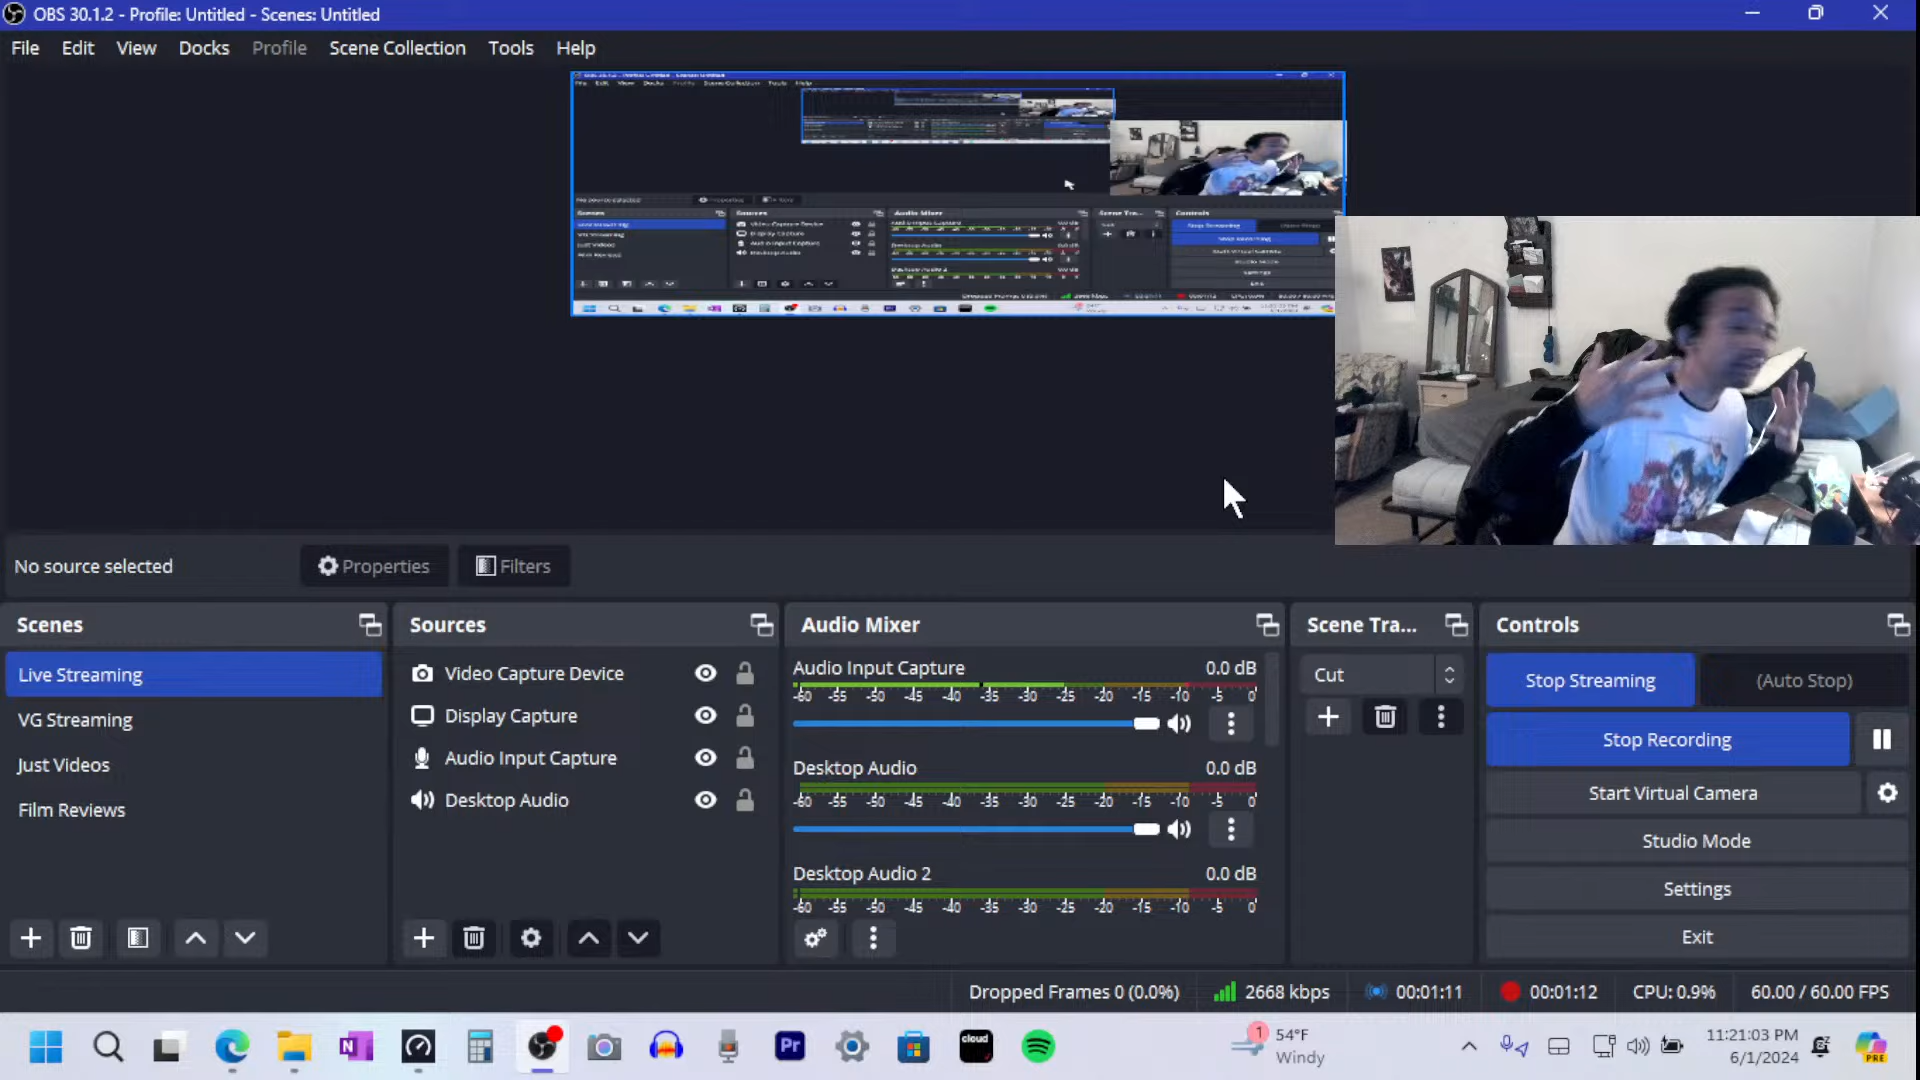 OBS 30.1.2 - Profile: Untitled - Scenes: Untitled
File Edit View Docks Profile Scene Collection Tools Help
No source selected
Properties
Filters
Scenes
Live Streaming
VG Streaming
Just Videos
Film Reviews
Sources
Video Capture Device
Display Capture
Audio Input Capture
Desktop Audio
Audio Mixer
Audio Input Capture 0.0 dB
-60 -55 -50 -45 -40 -35 -30 -25 -20 -15 -10 -5 0
Desktop Audio 0.0 dB
-60 -55 -50 -45 -40 -35 -30 -25 -20 -15 -10 -5 0
Desktop Audio 2 0.0 dB
-60 -55 -50 -45 -40 -35 -30 -25 -20 -15 -10 -5 0
Scene Tra...
Cut
Controls
Stop Streaming (Auto Stop)
Stop Recording
Start Virtual Camera
Studio Mode
Settings
Exit
Dropped Frames 0 (0.0%) 2668 kbps 00:01:11 00:01:12 CPU: 0.9% 60.00 / 60.00 FPS
N
Pr
cloud
1
54°F
Windy
11:21:03 PM
6/1/2024
PRE